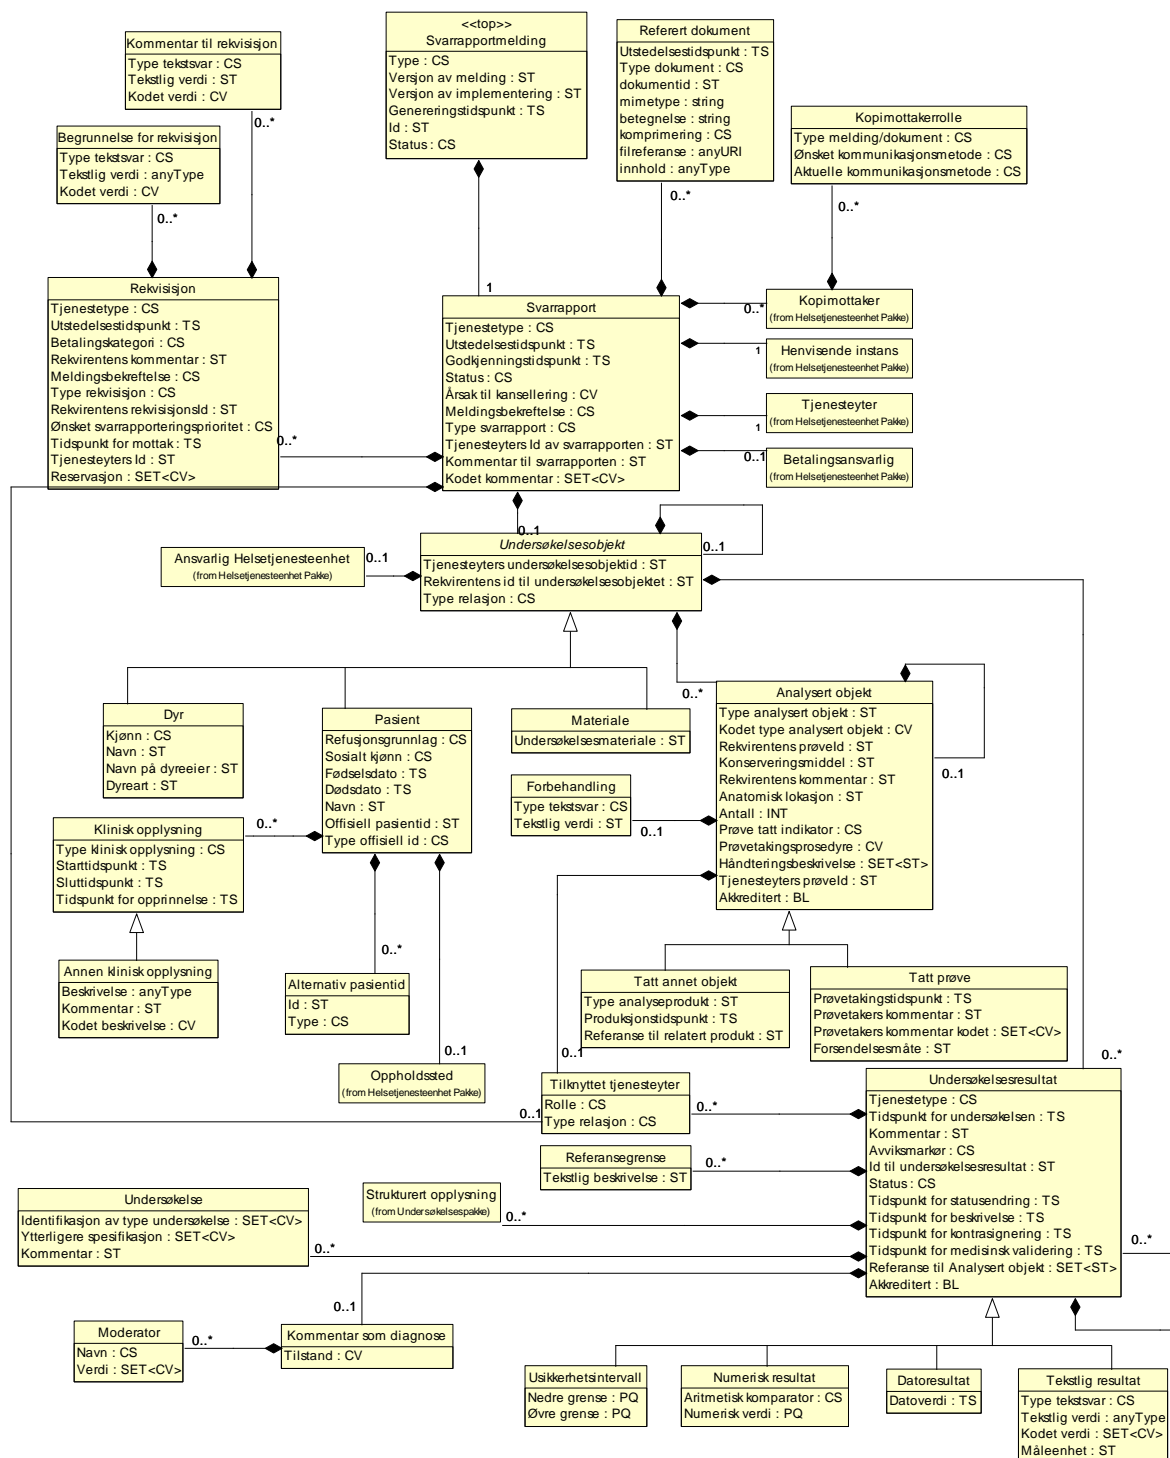 <<top>>
Svarrapportmelding
Type : CS
Versjon av melding : ST
Versjon av implementering : ST
Genereringstidspunkt : TS
Id : ST
Status : CS
Referert dokument
Utstedelsestidspunkt : TS
Type dokument : CS
dokumentid : ST
mimetype : string
betegnelse : string
komprimering : CS
filreferanse : anyURI
innhold : anyType
Kommentar til rekvisisjon
Type tekstsvar : CS
Tekstlig verdi : ST
Kodet verdi : CV
0..*
Begrunnelse for rekvisisjon
Type tekstsvar : CS
Tekstlig verdi : anyType
Kodet verdi : CV
0..*
Kopimottakerrolle
Type melding/dokument : CS
Ønsket kommunikasjonsmetode : CS
Aktuelle kommunikasjonsmetode : CS
0..*
0..*
Rekvisisjon
Tjenestetype : CS
Utstedelsestidspunkt : TS
Betalingskategori : CS
Rekvirentens kommentar : ST
Meldingsbekreftelse : CS
Type rekvisisjon : CS
Rekvirentens rekvisisjonsId : ST
Ønsket svarrapporteringsprioritet : CS
Tidspunkt for mottak : TS
Tjenesteyters Id : ST
Reservasjon : SET<CV>
0..*
1
Svarrapport
Tjenestetype : CS
Utstedelsestidspunkt : TS
Godkjenningstidspunkt : TS
Status : CS
Årsak til kansellering : CV
Meldingsbekreftelse : CS
Type svarrapport : CS
Tjenesteyters Id av svarrapporten : ST
Kommentar til svarrapporten : ST
Kodet kommentar : SET<CV>
0..*
Kopimottaker
(from Helsetjenesteenhet Pakke)
1
Henvisende instans
(from Helsetjenesteenhet Pakke)
1
Tjenesteyter
(from Helsetjenesteenhet Pakke)
0..1
Betalingsansvarlig
(from Helsetjenesteenhet Pakke)
0..1
Undersøkelsesobjekt
Tjenesteyters undersøkelsesobjektid : ST
Rekvirentens id til undersøkelsesobjektet : ST
Type relasjon : CS
0..1
Ansvarlig Helsetjenesteenhet
(from Helsetjenesteenhet Pakke)
0..1
Dyr
Kjønn : CS
Navn : ST
Navn på dyreeier : ST
Dyreart : ST
Pasient
Refusjonsgrunnlag : CS
Sosialt kjønn : CS
Fødselsdato : TS
Dødsdato : TS
Navn : ST
Offisiell pasientid : ST
Type offisiell id : CS
Materiale
Undersøkelsesmateriale : ST
0..*
Analysert objekt
Type analysert objekt : ST
Kodet type analysert objekt : CV
Rekvirentens prøveId : ST
Konserveringsmiddel : ST
Rekvirentens kommentar : ST
Anatomisk lokasjon : ST
Antall : INT
Prøve tatt indikator : CS
Prøvetakingsprosedyre : CV
Håndteringsbeskrivelse : SET<ST>
Tjenesteyters prøveId : ST
Akkreditert : BL
0..1
Forbehandling
Type tekstsvar : CS
Tekstlig verdi : ST
0..1
Klinisk opplysning
Type klinisk opplysning : CS
Starttidspunkt : TS
Sluttidspunkt : TS
Tidspunkt for opprinnelse : TS
0..*
Annen klinisk opplysning
Beskrivelse : anyType
Kommentar : ST
Kodet beskrivelse : CV
0..*
Alternativ pasientid
Id : ST
Type : CS
0..1
Oppholdssted
(from Helsetjenesteenhet Pakke)
Tatt annet objekt
Type analyseprodukt : ST
Produksjonstidspunkt : TS
Referanse til relatert produkt : ST
Tatt prøve
Prøvetakingstidspunkt : TS
Prøvetakers kommentar : ST
Prøvetakers kommentar kodet : SET<CV>
Forsendelsesmåte : ST
0..1
0..1
Tilknyttet tjenesteyter
Rolle : CS
Type relasjon : CS
0..*
0..*
Undersøkelsesresultat
Tjenestetype : CS
Tidspunkt for undersøkelsen : TS
Kommentar : ST
Avviksmarkør : CS
Id til undersøkelsesresultat : ST
Status : CS
Tidspunkt for statusendring : TS
Tidspunkt for beskrivelse : TS
Tidspunkt for kontrasignering : TS
Tidspunkt for medisinsk validering : TS
Referanse til Analysert objekt : SET<ST>
Akkreditert : BL
0..*
Referansegrense
Tekstlig beskrivelse : ST
0..*
Strukturert opplysning
(from Undersøkelsespakke)
0..*
Undersøkelse
Identifikasjon av type undersøkelse : SET<CV>
Ytterligere spesifikasjon : SET<CV>
Kommentar : ST
0..*
0..1
Kommentar som diagnose
Tilstand : CV
Moderator
Navn : CS
Verdi : SET<CV>
0..*
Usikkerhetsintervall
Nedre grense : PQ
Øvre grense : PQ
Numerisk resultat
Aritmetisk komparator : CS
Numerisk verdi : PQ
Datoresultat
Datoverdi : TS
Tekstlig resultat
Type tekstsvar : CS
Tekstlig verdi : anyType
Kodet verdi : SET<CV>
Måleenhet : ST